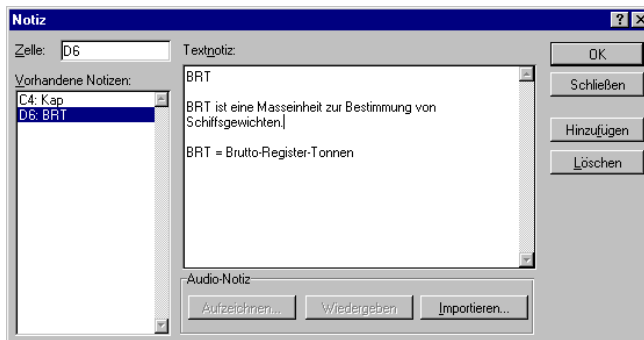 Notiz
Zelle: D6
Textnotiz:
OK
Schließen
Hinzufügen
Löschen
Vorhandene Notizen:
C4: Kap
D6: BRT
BRT
BRT ist eine Masseinheit zur Bestimmung von
Schiffsgewichten.
BRT = Brutto-Register-Tonnen
Audio-Notiz
Aufzeichnen... Wiedergeben Importieren...